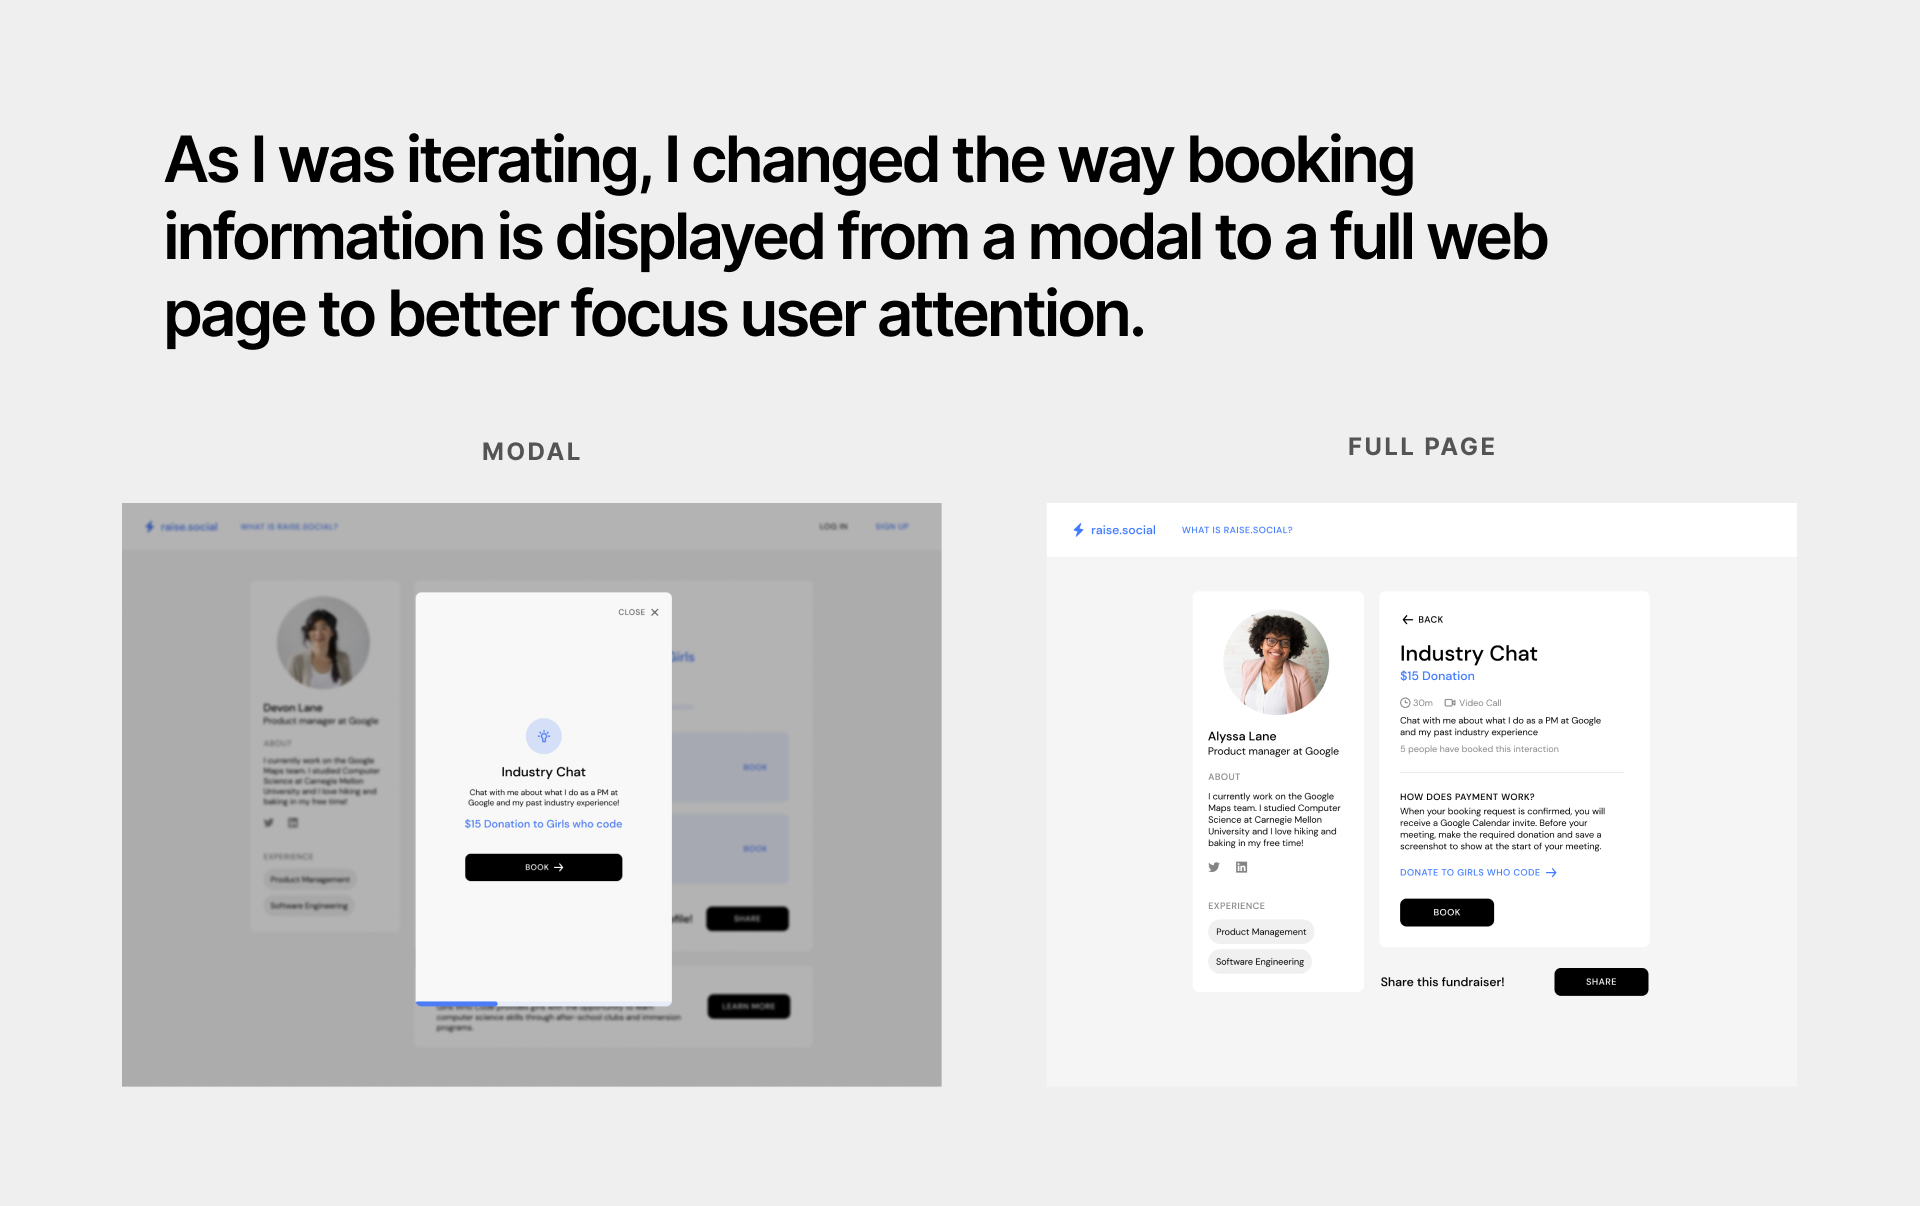 As I was iterating, I changed the way booking
information is displayed from a modal to a full web
page to better focus user attention.
MODAL
raise.social
WHAT IS RAISE.SOCIAL?
LOG IN
SIGN UP
Devon Lane
Product manager at Google
ABOUT
I currently work on the Google
Maps team. I studied Computer
Science at Carnegie Mellon
University and I love hiking and
baking in my free time!
EXPERIENCE
Product Management
Software Engineering
CLOSE
Industry Chat
Chat with me about what I do as a PM at
Google and my past industry experience!
$15 Donation to Girls who code
BOOK
Girls
BOOK
BOOK
SHARE
computer science skills through after-school clubs and immersion
programs.
LEARN MORE
FULL PAGE
raise.social
WHAT IS RAISE.SOCIAL?
Alyssa Lane
Product manager at Google
ABOUT
I currently work on the Google
Maps team. I studied Computer
Science at Carnegie Mellon
University and I love hiking and
baking in my free time!
EXPERIENCE
Product Management
Software Engineering
BACK
Industry Chat
$15 Donation
30m
Video Call
Chat with me about what I do as a PM at Google
and my past industry experience
5 people have booked this interaction
HOW DOES PAYMENT WORK?
When your booking request is confirmed, you will
receive a Google Calendar invite. Before your
meeting, make the required donation and save a
screenshot to show at the start of your meeting.
DONATE TO GIRLS WHO CODE
BOOK
Share this fundraiser!
SHARE